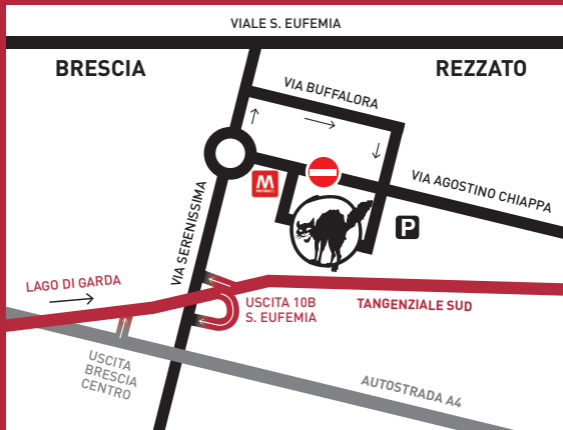 VIALE S. EUFEMIA
BRESCIA
REZZATO
VIA BUFFALORA
M
VIA AGOSTINO CHIAPPA
P
VIA SERENISSIMA
LAGO DI GARDA
USCITA 10B
S. EUFEMIA
TANGENZIALE SUD
USCITA
BRESCIA
CENTRO
AUTOSTRADA A4